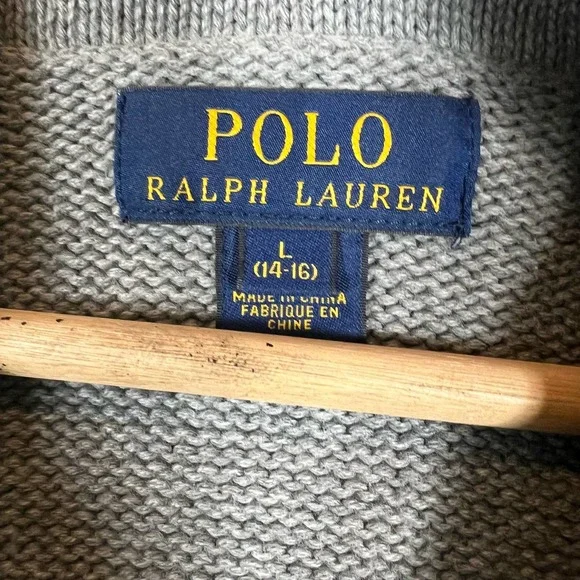 POLO
RALPH LAUREN
L
(14-16)
MADE IN CHINA
FABRIQUE EN
CHINE